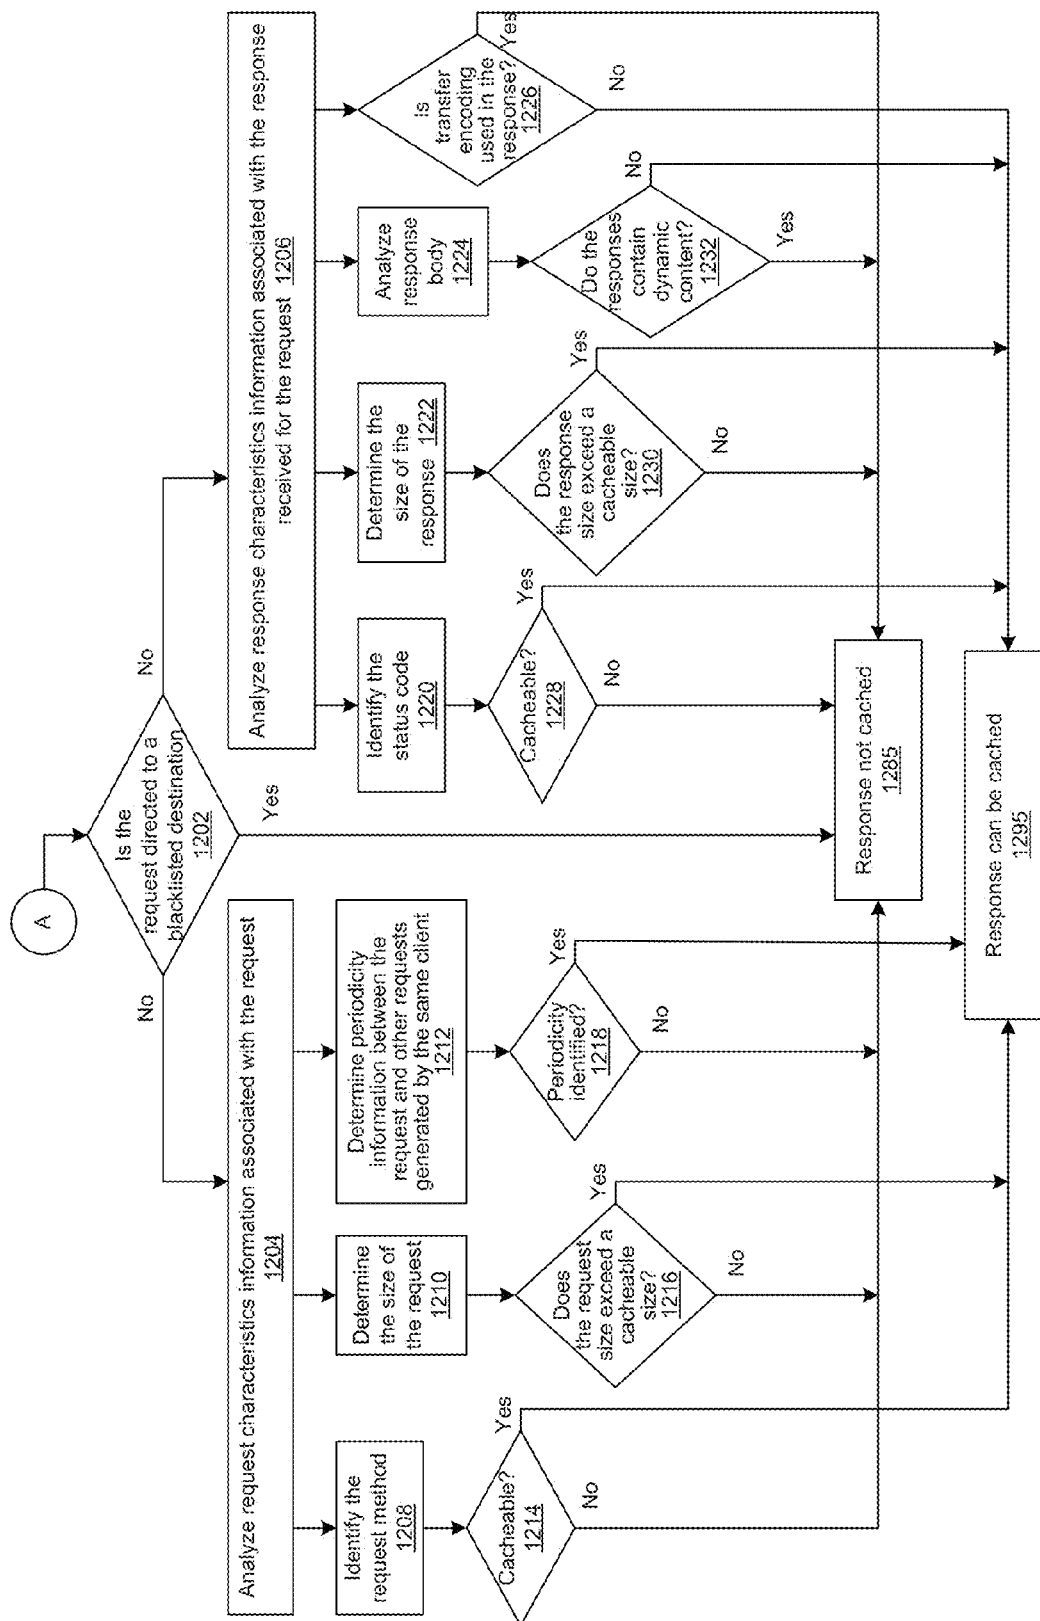 A
Is the
request directed to a
blacklisted destination
1202
No
No
Yes
Analyze request characteristics information associated with the request
1204
Identify the
request method
1208
Cacheable?
1214
Yes
No
Determine
the size of
the request
1210
Does
the request
size exceed a
cacheable
size?
1216
Yes
No
Determine periodicity
information between the
request and other requests
generated by the same client
1212
Periodicity
identified?
1218
Yes
No
Analyze response characteristics information associated with the response
received for the request 1206
Identify the
status code
1220
Cacheable?
1228
Yes
No
Determine the
size of the
response 1222
Does
the response
size exceed a
cacheable
size?
1230
Yes
No
Analyze
response
body
1224
Do the
responses
contain
dynamic
content?
1232
No
Yes
Is
transfer
encoding
used in the
response?
1226
Yes
No
Response not cached
1285
Response can be cached
1295